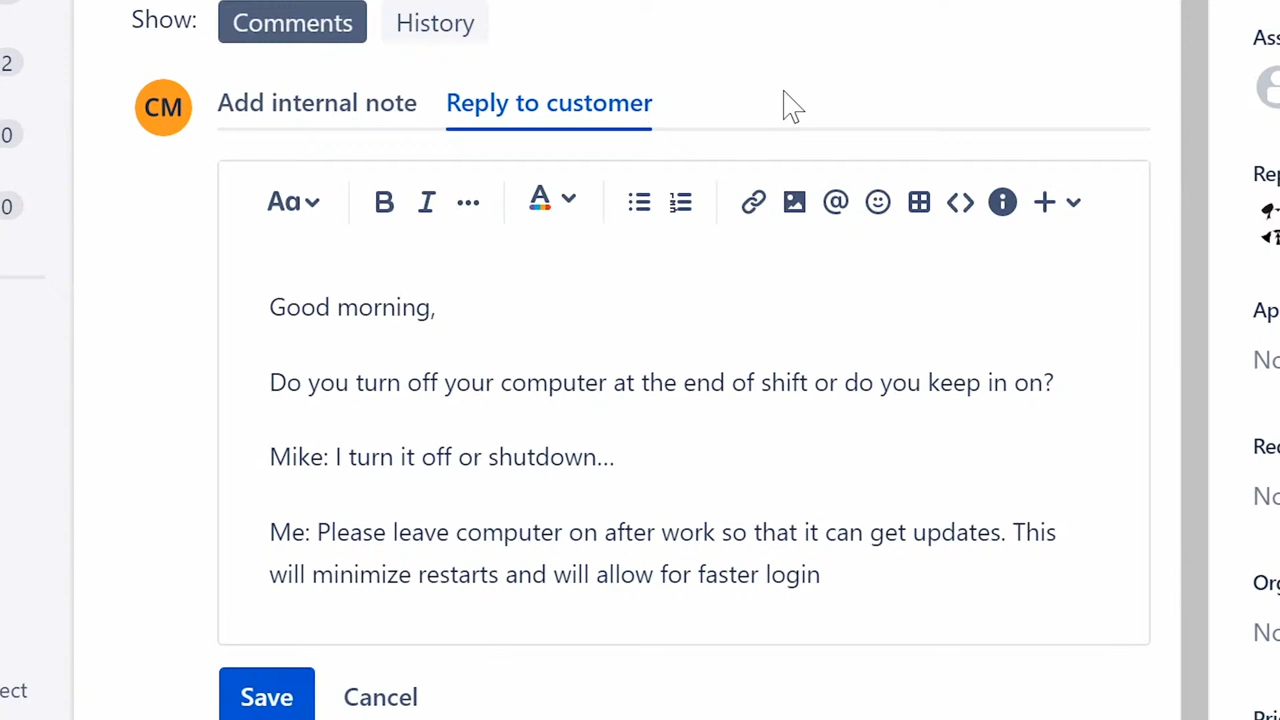 Show: Comments History
2
CM Add internal note Reply to customer
0
Aa B I A @
0
Good morning,
Do you turn off your computer at the end of shift or do you keep in on?
Mike: I turn it off or shutdown...
Me: Please leave computer on after work so that it can get updates. This
will minimize restarts and will allow for faster login
Save Cancel